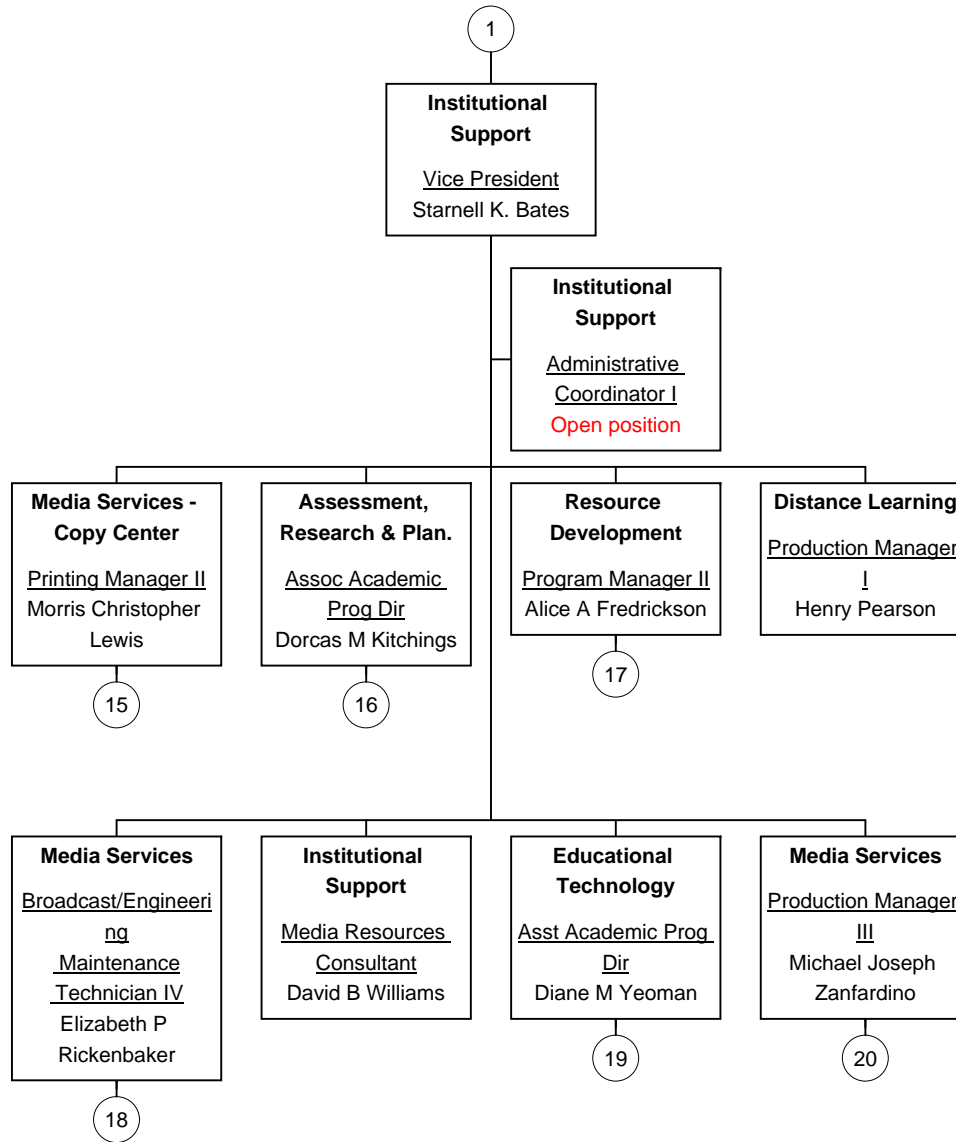 1
Institutional
Support
Vice President
Starnell K. Bates
Institutional
Support
Administrative
Coordinator I
Open position
Media Services -
Copy Center
Printing Manager II
Morris Christopher
Lewis
15
Assessment,
Research & Plan.
Assoc Academic
Prog Dir
Dorcas M Kitchings
16
Resource
Development
Program Manager II
Alice A Fredrickson
17
Distance Learning
Production Manager
I
Henry Pearson
Media Services
Broadcast/Engineeri
ng
Maintenance
Technician IV
Elizabeth P
Rickenbaker
18
Institutional
Support
Media Resources
Consultant
David B Williams
Educational
Technology
Asst Academic Prog
Dir
Diane M Yeoman
19
Media Services
Production Manager
III
Michael Joseph
Zanfardino
20